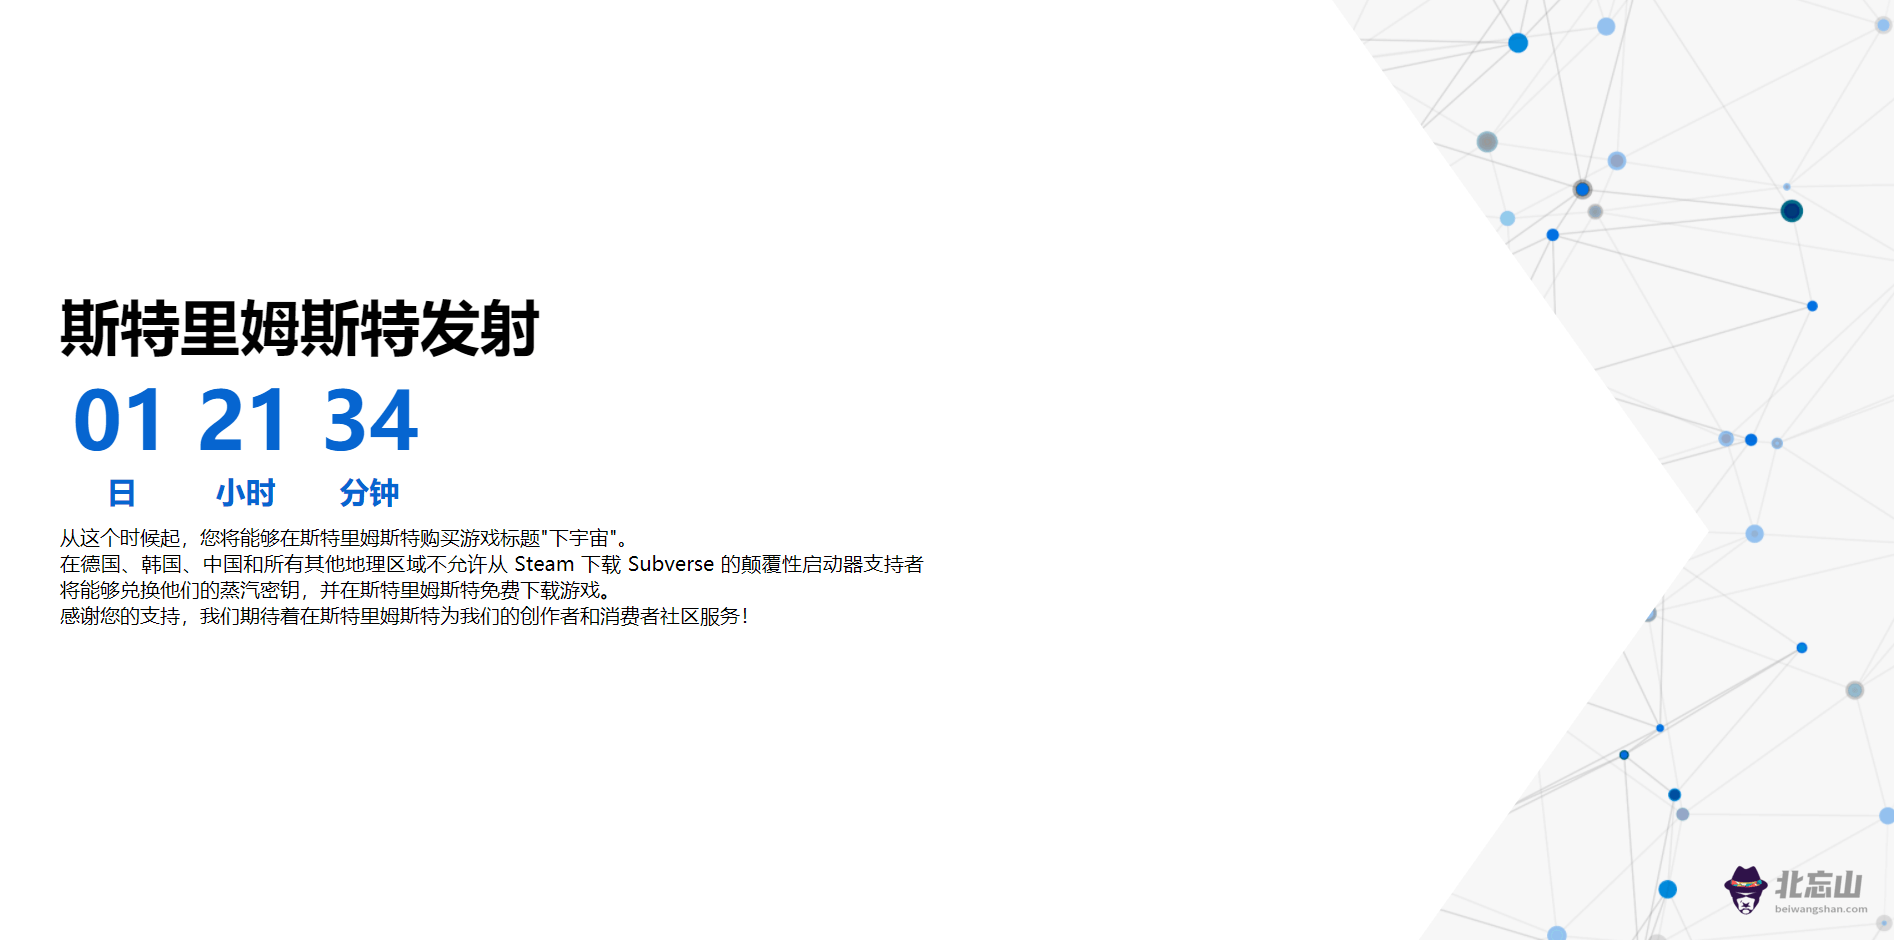 斯特里姆斯特发射
01 21 34
日 小时 分钟
从这个时候起，您将能够在斯特里姆斯特购买游戏标题"下宇宙"。
在德国、韩国、中国和所有其他地理区域不允许从 Steam 下载 Subverse 的颠覆性启动器支持者
将能够兑换他们的蒸汽密钥，并在斯特里姆斯特免费下载游戏。
感谢您的支持，我们期待着在斯特里姆斯特为我们的创作者和消费者社区服务！
北忘山
beiwangshan.com